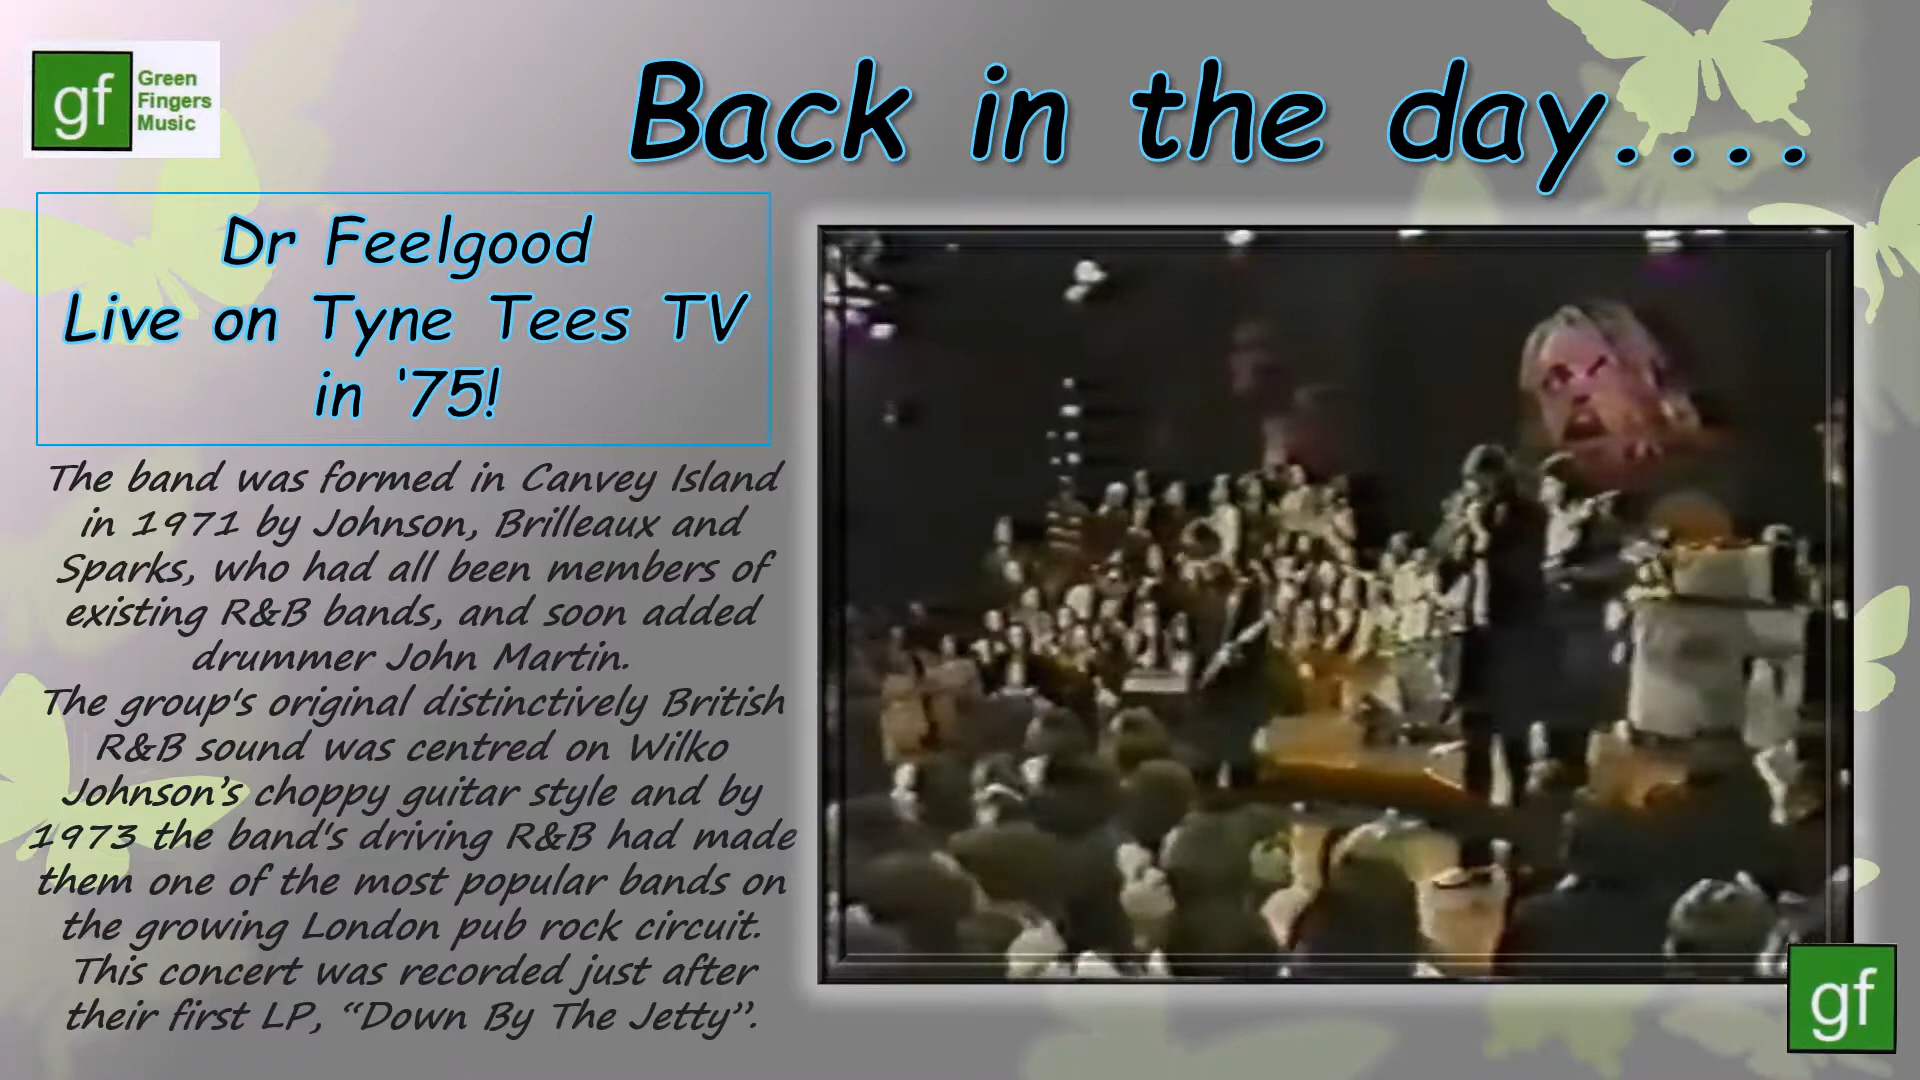 gf
Green
Fingers
Music
Back in the day....
Dr Feelgood
Live on Tyne Tees TV
in '75!
The band was formed in Canvey Island
in 1971 by Johnson, Brilleaux and
Sparks, who had all been members of
existing R&B bands, and soon added
drummer John Martin.
The group's original distinctively British
R&B sound was centred on Wilko
Johnson’s choppy guitar style and by
1973 the band's driving R&B had made
them one of the most popular bands on
the growing London pub rock circuit.
This concert was recorded just after
their first LP, “Down By The Jetty”.
gf